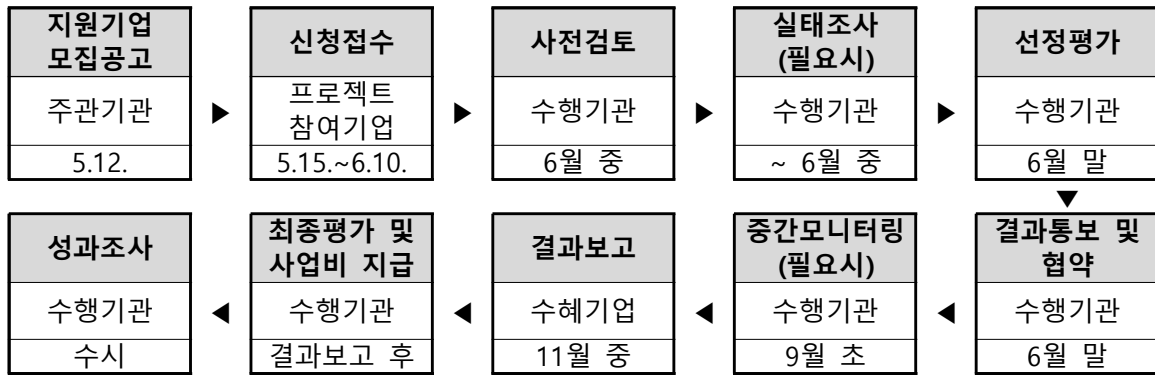 지원기업
모집공고
주관기관
5.12.
▶
신청접수
프로젝트
참여기업
5.15.~6.10.
▶
사전검토
수행기관
6월 중
▶
실태조사
(필요시)
수행기관
~ 6월 중
▶
선정평가
수행기관
6월 말
▼
결과통보 및
협약
수행기관
6월 말
◀
중간모니터링
(필요시)
수행기관
9월 초
◀
결과보고
수혜기업
11월 중
◀
최종평가 및
사업비 지급
수행기관
결과보고 후
◀
성과조사
수행기관
수시